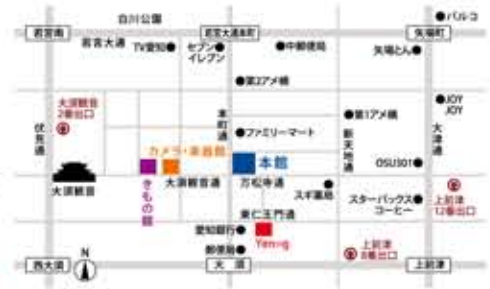 白川公園
パルコ
若宮南
若宮大通本町
矢場町
若宮大通
TV愛知
セブン
イレブン
中郵便局
矢場とん
第2アメ横
大須観音
2番出口
伏見通
本町通
第1アメ横
JOY
JOY
ファミリーマート
新天地通
大津通
カメラ・楽器館
本館
OSU301
大須観音
きもの館
大須観音通
万松寺通
スギ薬局
スターバックス
コーヒー
上前津
12番出口
東仁王門通
愛知銀行
郵便局
Yen=g
上前津
8番出口
N
西大須
大須
上前津